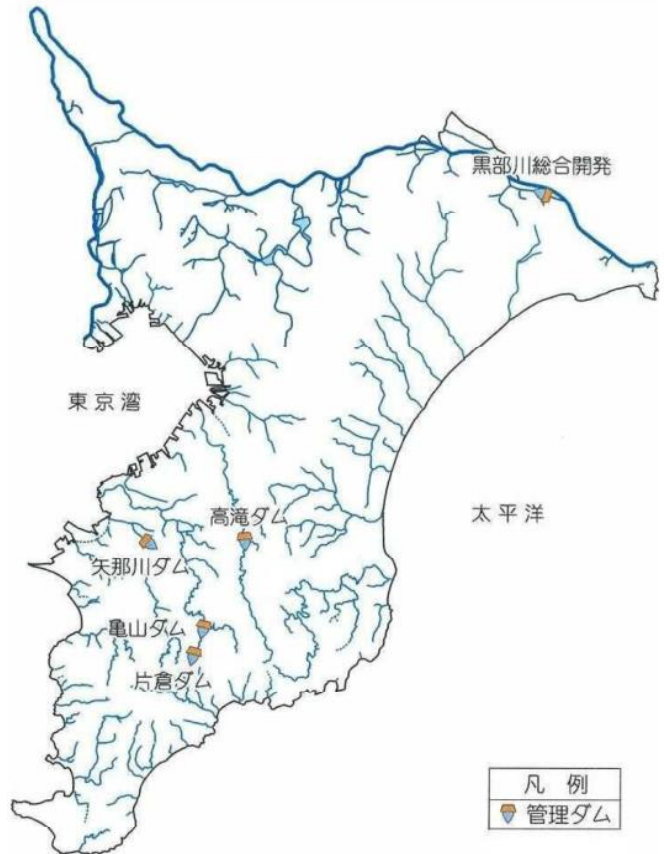 黒部川総合開発
東京湾
高滝ダム
太平洋
矢那川ダム
亀山ダム
片倉ダム
凡例
管理ダム